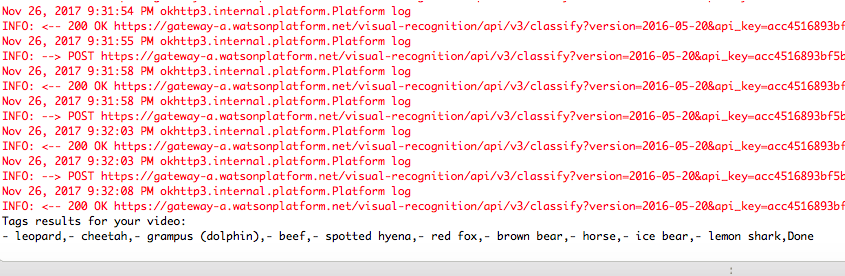 Nov 26, 2017 9:31:54 PM okhttp3.internal.platform.Platform log
INFO: <-- 200 OK https://gateway-a.watsonplatform.net/visual-recognition/api/v3/classify?version=2016-05-20&api_key=acc4516893bf
Nov 26, 2017 9:31:55 PM okhttp3.internal.platform.Platform log
INFO: --> POST https://gateway-a.watsonplatform.net/visual-recognition/api/v3/classify?version=2016-05-20&api_key=acc4516893bf5b
Nov 26, 2017 9:31:58 PM okhttp3.internal.platform.Platform log
INFO: <-- 200 OK https://gateway-a.watsonplatform.net/visual-recognition/api/v3/classify?version=2016-05-20&api_key=acc4516893bf
Nov 26, 2017 9:31:58 PM okhttp3.internal.platform.Platform log
INFO: --> POST https://gateway-a.watsonplatform.net/visual-recognition/api/v3/classify?version=2016-05-20&api_key=acc4516893bf5b
Nov 26, 2017 9:32:03 PM okhttp3.internal.platform.Platform log
INFO: <-- 200 OK https://gateway-a.watsonplatform.net/visual-recognition/api/v3/classify?version=2016-05-20&api_key=acc4516893bf
Nov 26, 2017 9:32:03 PM okhttp3.internal.platform.Platform log
INFO: --> POST https://gateway-a.watsonplatform.net/visual-recognition/api/v3/classify?version=2016-05-20&api_key=acc4516893bf5b
Nov 26, 2017 9:32:08 PM okhttp3.internal.platform.Platform log
INFO: <-- 200 OK https://gateway-a.watsonplatform.net/visual-recognition/api/v3/classify?version=2016-05-20&api_key=acc4516893bf
Tags results for your video:
- leopard,- cheetah,- grampus (dolphin),- beef,- spotted hyena,- red fox,- brown bear,- horse,- ice bear,- lemon shark,Done